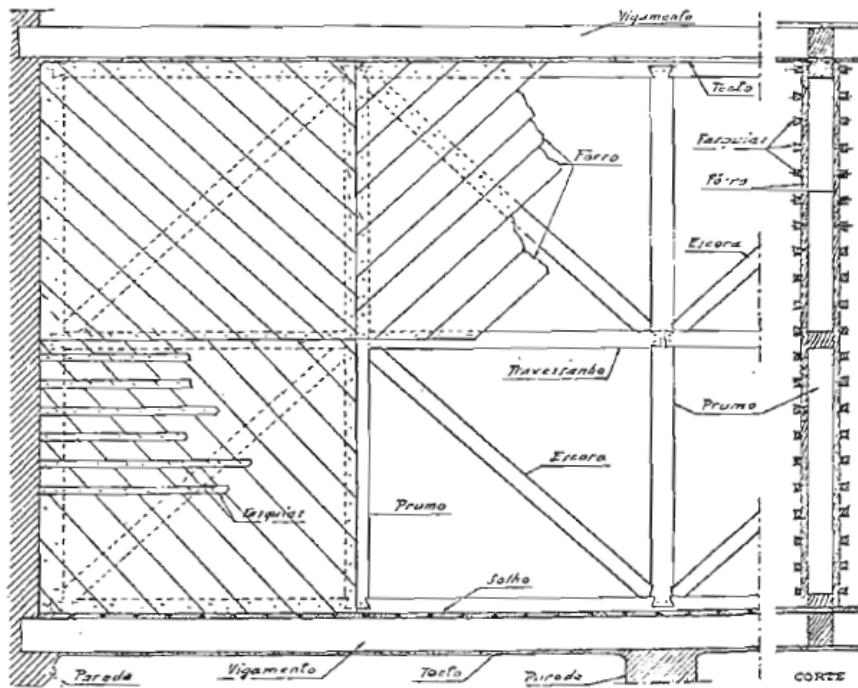 Vigamento
Tecto
Fasquias
Fôrro
Fôrro
Escora
Travessanho
Prumo
Escora
Fasquias
Prumo
Solho
Parede
Vigamento
Tecto
Parede
CORTE